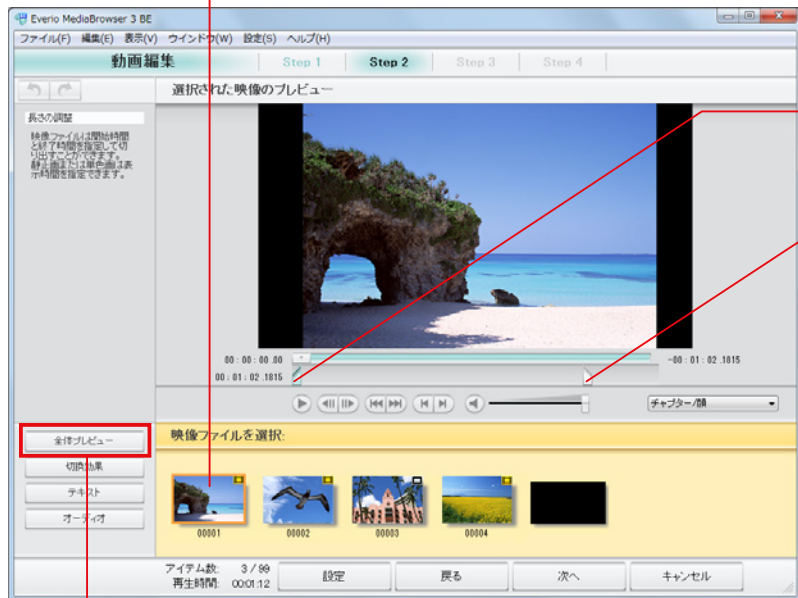 Everio MediaBrowser 3 BE
ファイル(F) 編集(E) 表示(V) ウインドウ(W) 設定(S) ヘルプ(H)
動画編集 Step 1 Step 2 Step 3 Step 4
選択された映像のプレビュー
長さの調整
映像ファイルは開始時間
と終了時間を指定して切
り出すことができます。
静止画または単色画は表
示時間を指定できます。
00 : 00 : 00 .00 -00 : 01 : 02 .1815
00 : 01 : 02 .1815
チャプター/顔
全体プレビュー
切換効果
テキスト
オーディオ
映像ファイルを選択:
00001 00002 00003 00004
アイテム数: 3 / 99
再生時間: 00:01:12
設定 戻る 次へ キャンセル